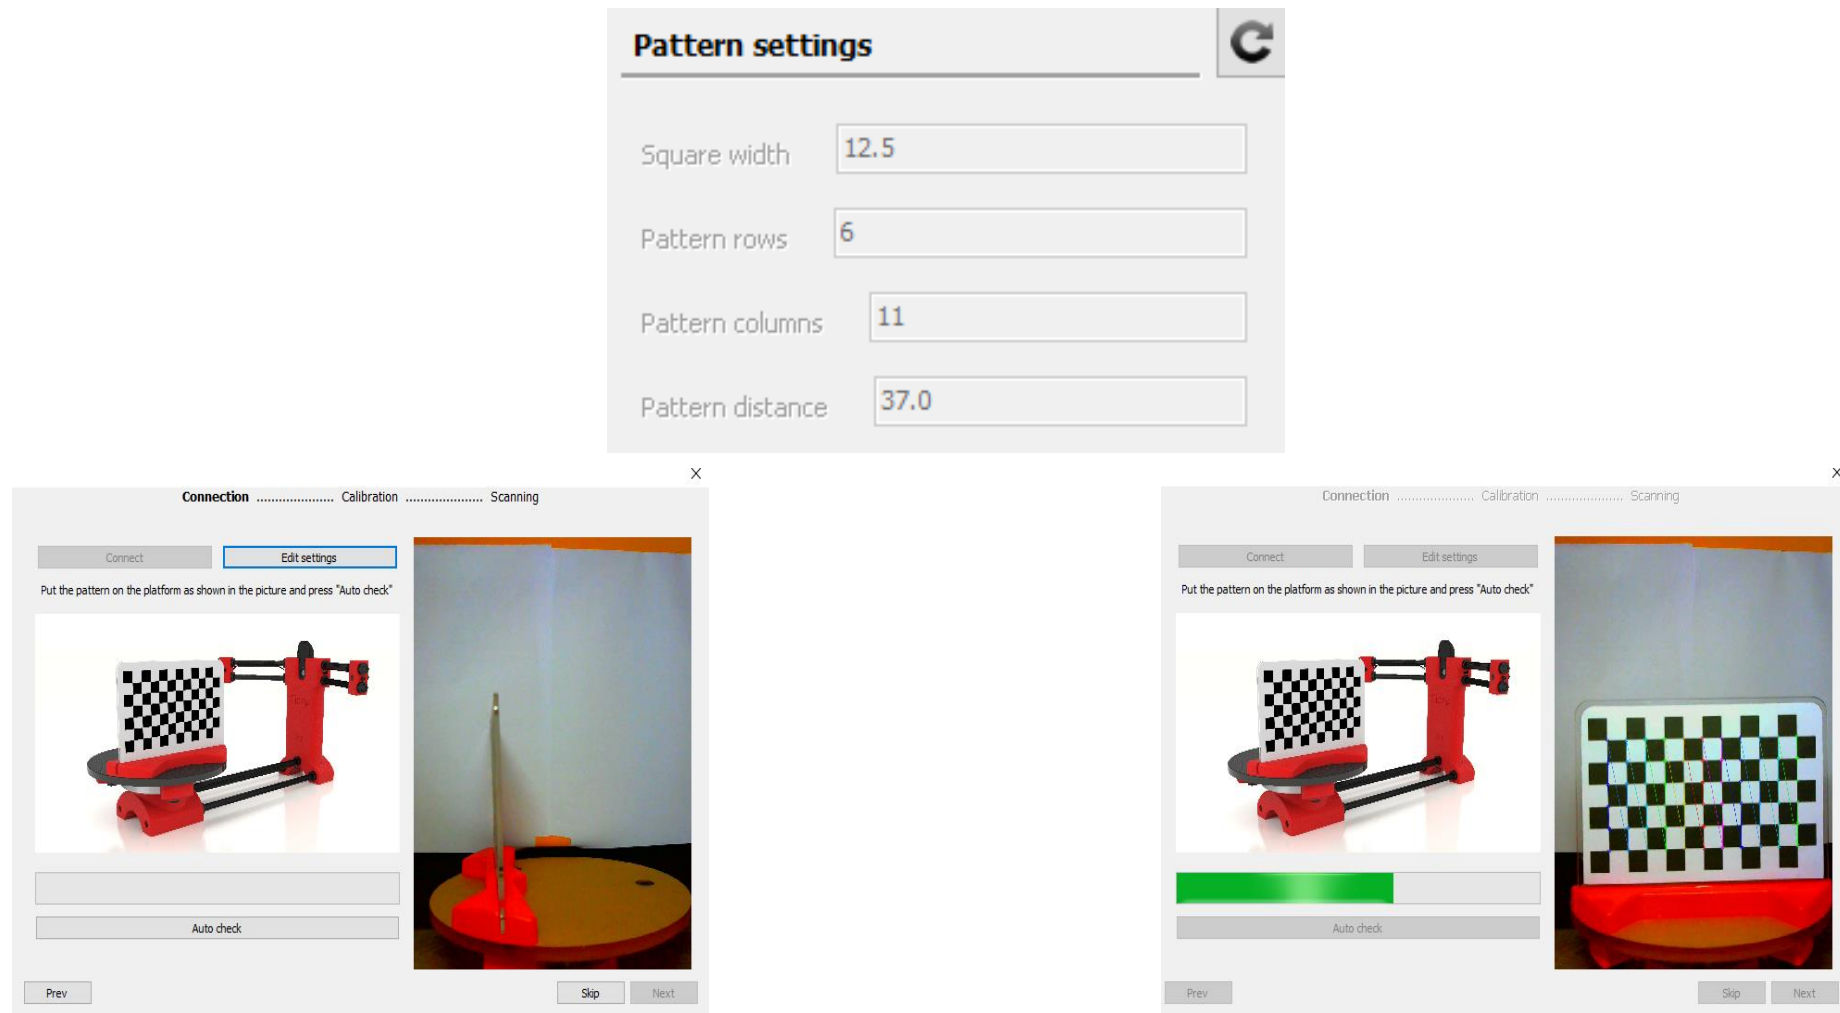 Pattern settings
Square width 12.5
Pattern rows 6
Pattern columns 11
Pattern distance 37.0
X
Connection ..................... Calibration ..................... Scanning
Connect Edit settings
Put the pattern on the platform as shown in the picture and press "Auto check"
Auto check
Prev Skip Next
X
Connection ..................... Calibration ..................... Scanning
Connect Edit settings
Put the pattern on the platform as shown in the picture and press "Auto check"
Auto check
Prev Skip Next